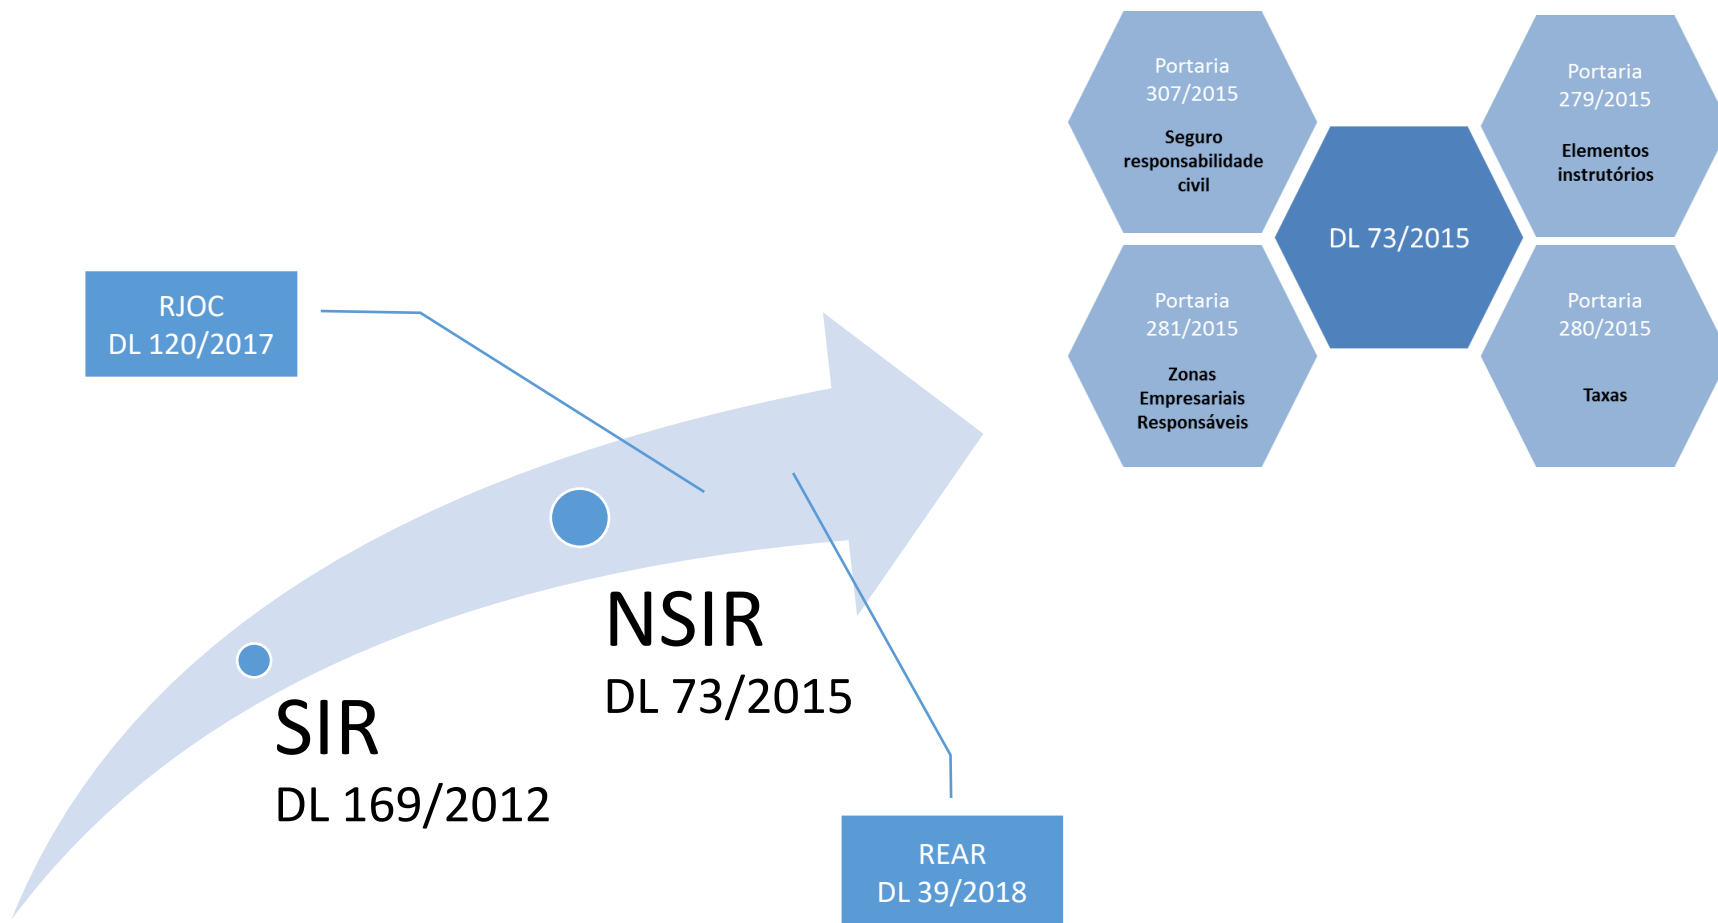 Portaria
307/2015
Seguro
responsabilidade
civil
Portaria
279/2015
Elementos
instrutórios
DL 73/2015
Portaria
281/2015
Zonas
Empresariais
Responsáveis
Portaria
280/2015
Taxas
RJOC
DL 120/2017
NSIR
DL 73/2015
SIR
DL 169/2012
REAR
DL 39/2018